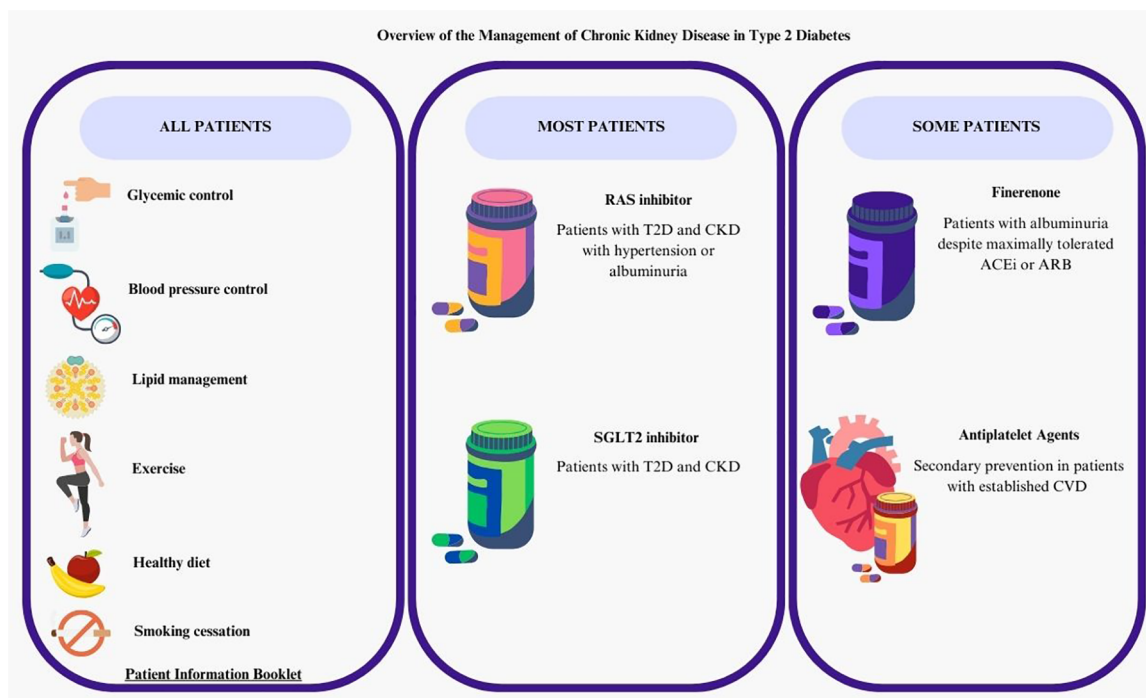 Overview of the Management of Chronic Kidney Disease in Type 2 Diabetes
ALL PATIENTS
Glycemic control
1.1
Blood pressure control
Lipid management
Exercise
Healthy diet
Smoking cessation
Patient Information Booklet
MOST PATIENTS
RAS inhibitor
Patients with T2D and CKD
with hypertension or
albuminuria
SGLT2 inhibitor
Patients with T2D and CKD
SOME PATIENTS
Finerenone
Patients with albuminuria
despite maximally tolerated
ACEi or ARB
Antiplatelet Agents
Secondary prevention in patients
with established CVD